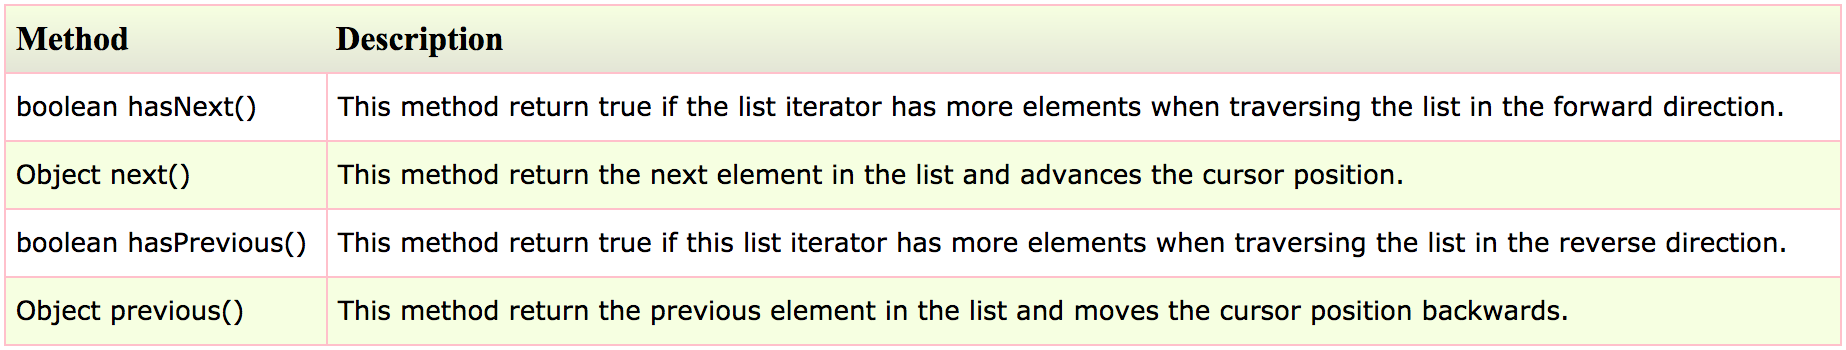 Method Description
boolean hasNext() This method return true if the list iterator has more elements when traversing the list in the forward direction.
Object next() This method return the next element in the list and advances the cursor position.
boolean hasPrevious() This method return true if this list iterator has more elements when traversing the list in the reverse direction.
Object previous() This method return the previous element in the list and moves the cursor position backwards.